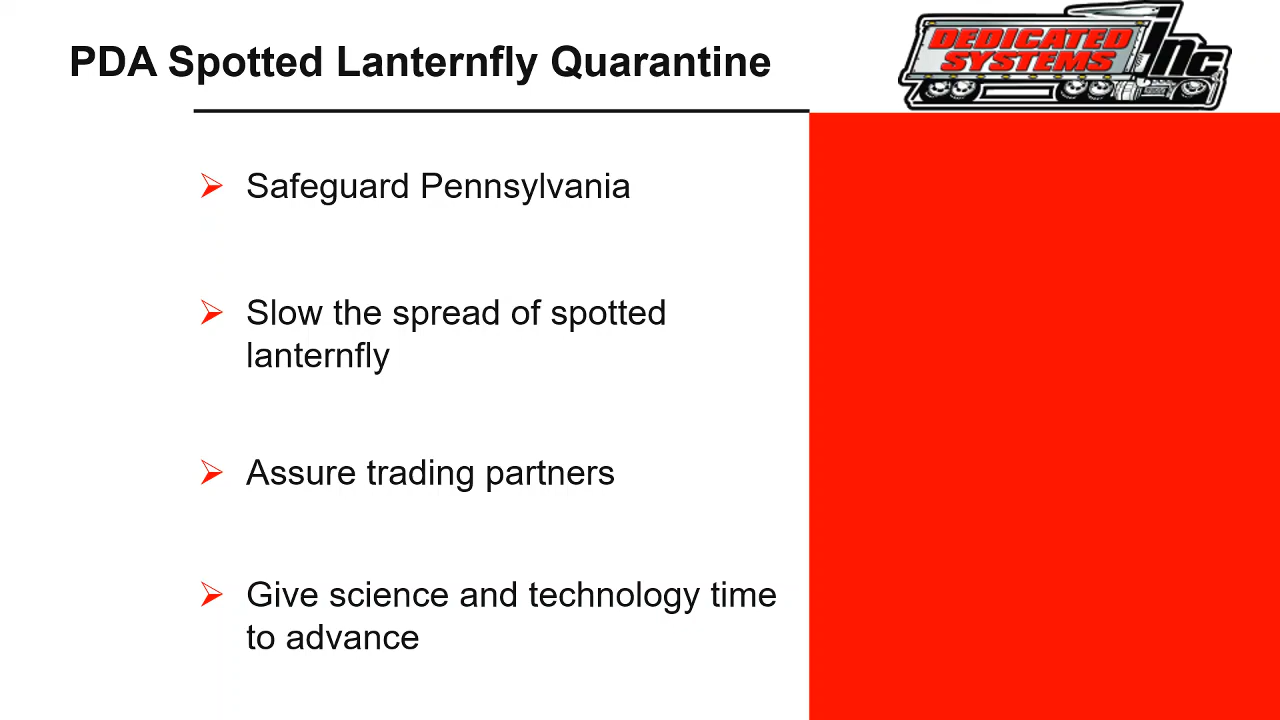 PDA Spotted Lanternfly Quarantine
DEDICATED
SYSTEMS
inc
Safeguard Pennsylvania
Slow the spread of spotted
lanternfly
Assure trading partners
Give science and technology time
to advance